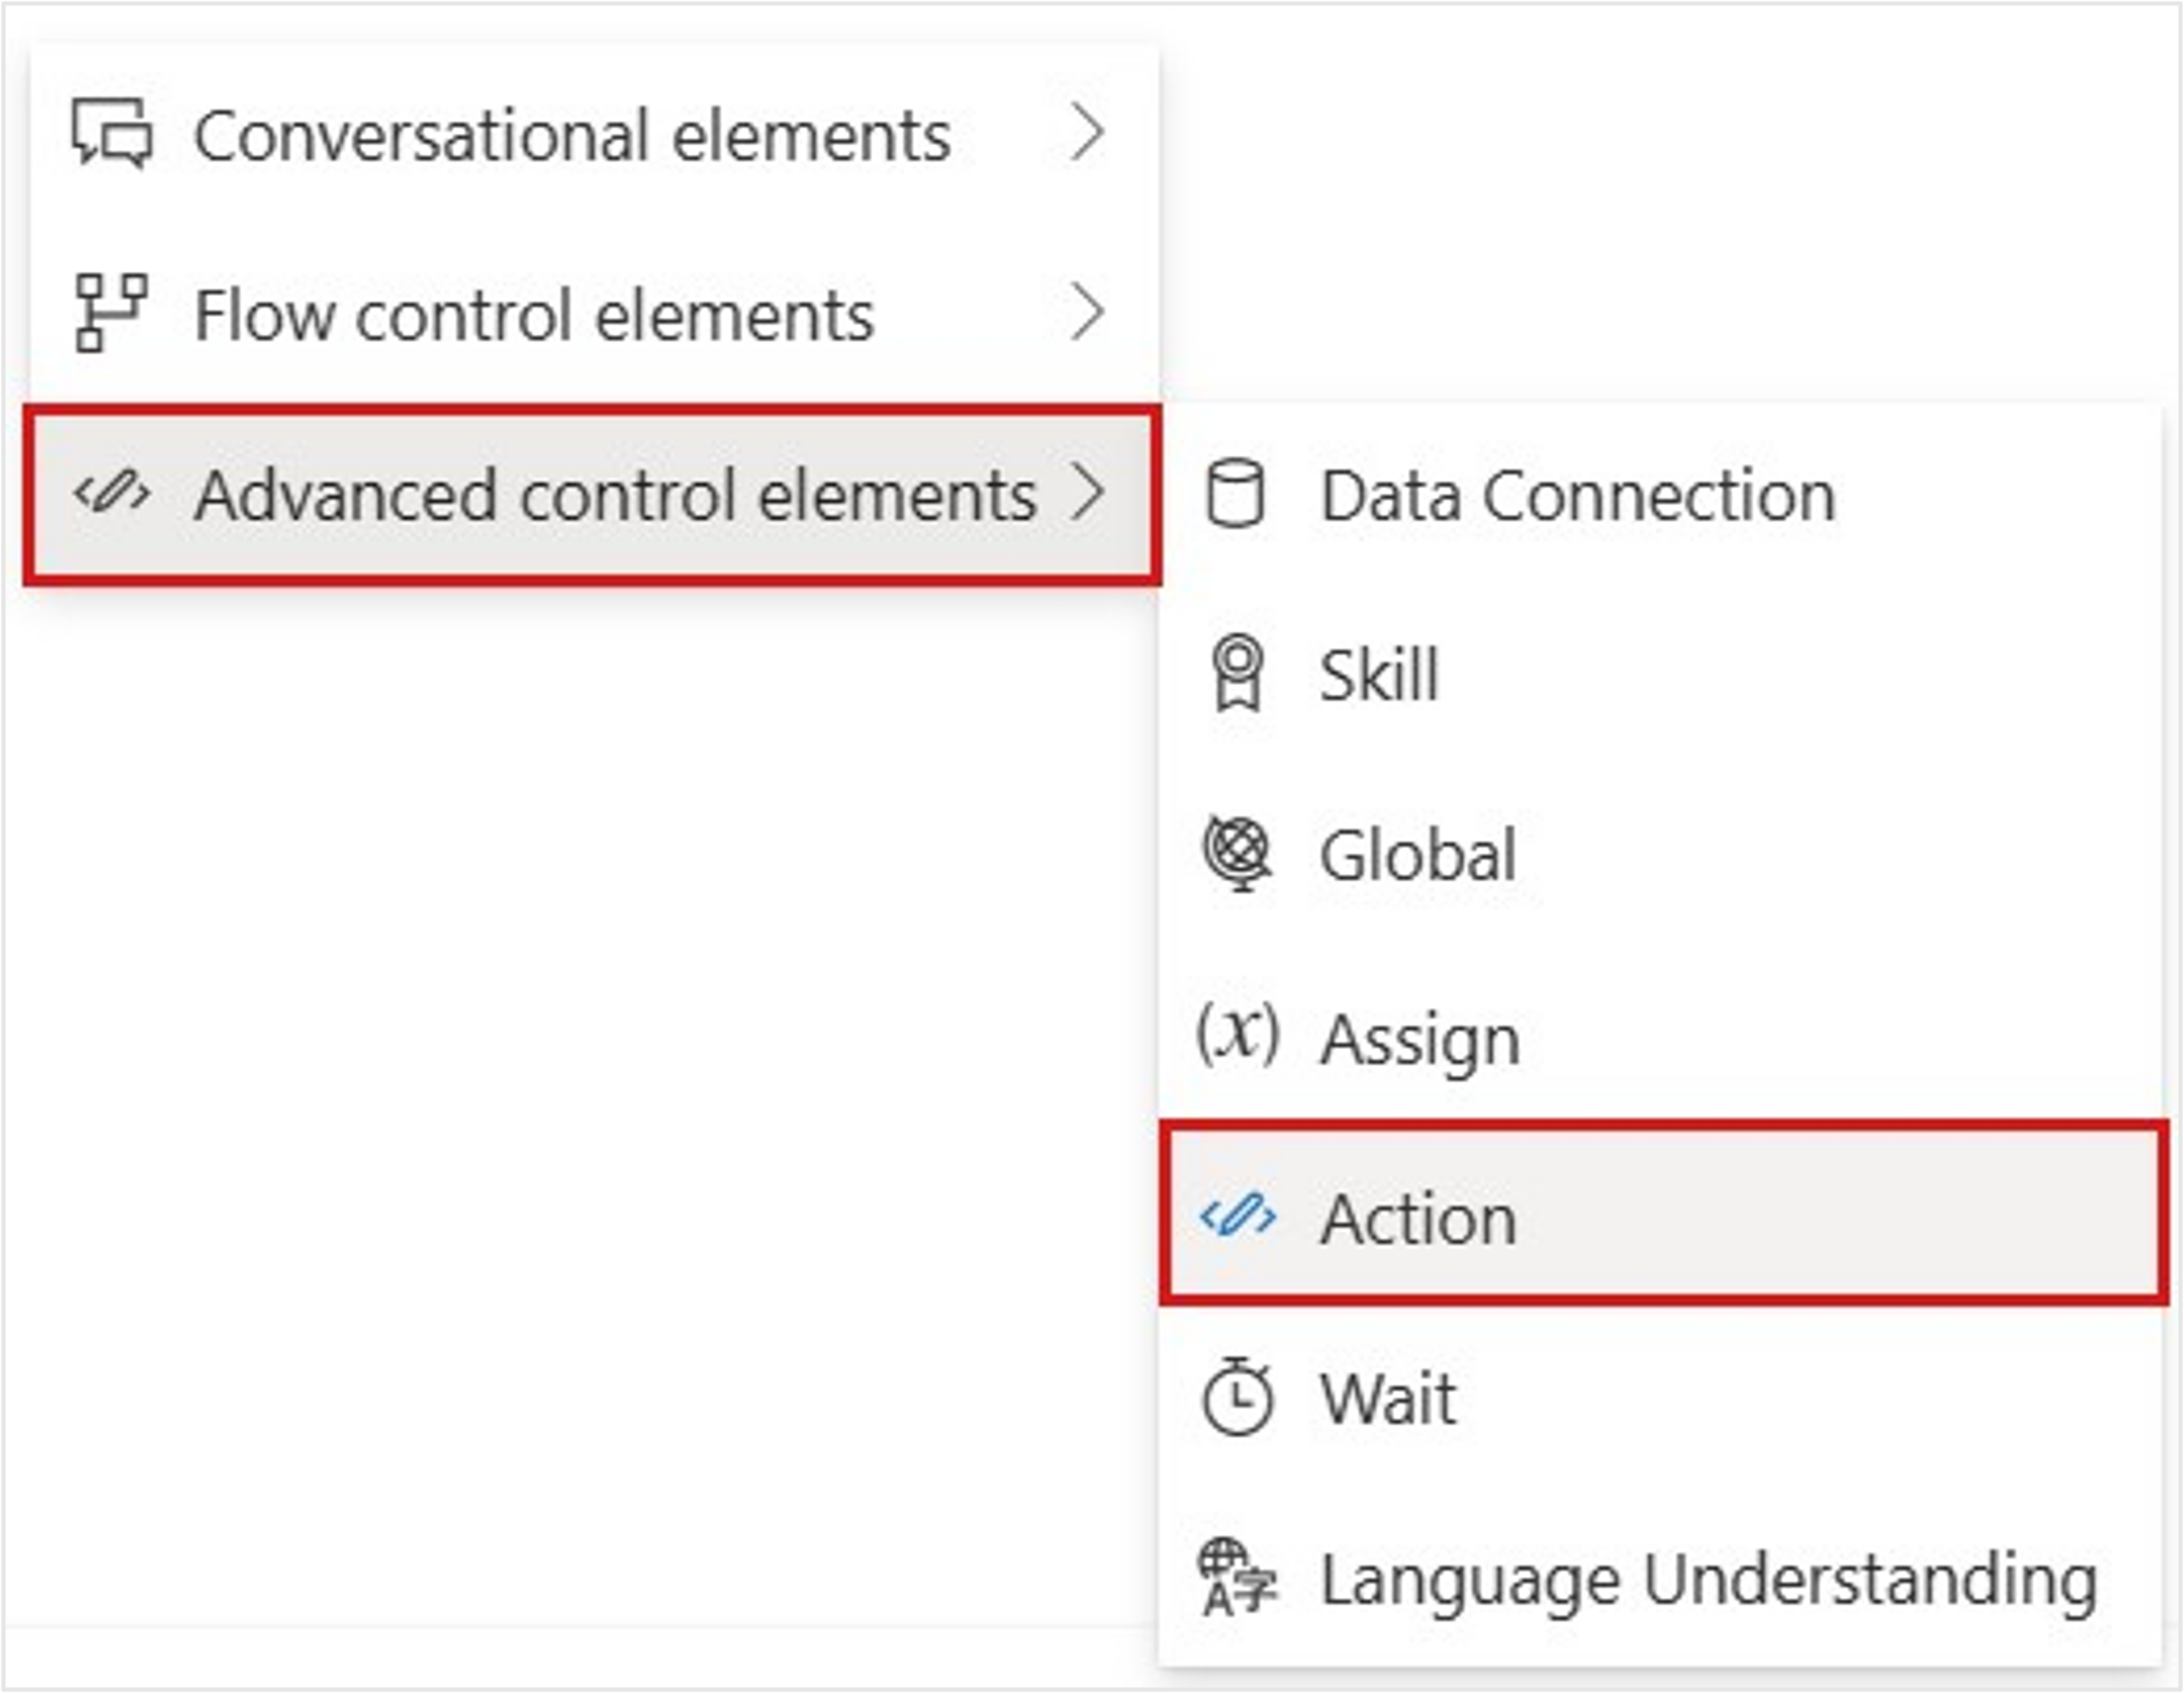 Conversational elements
Flow control elements
Advanced control elements
Data Connection
Skill
Global
(x) Assign
Action
Wait
Language Understanding